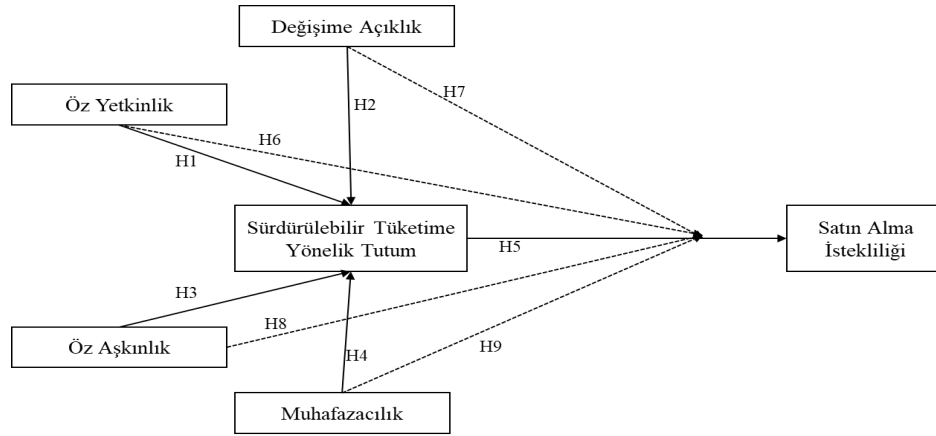 Değişime Açıklık
H7
Öz Yetkinlik
H2
H6
H1
Sürdürülebilir Tüketime
Yönelik Tutum
H5
Satın Alma
İstekliliği
H3
H8
Öz Aşkınlık
H4
H9
Muhafazacılık